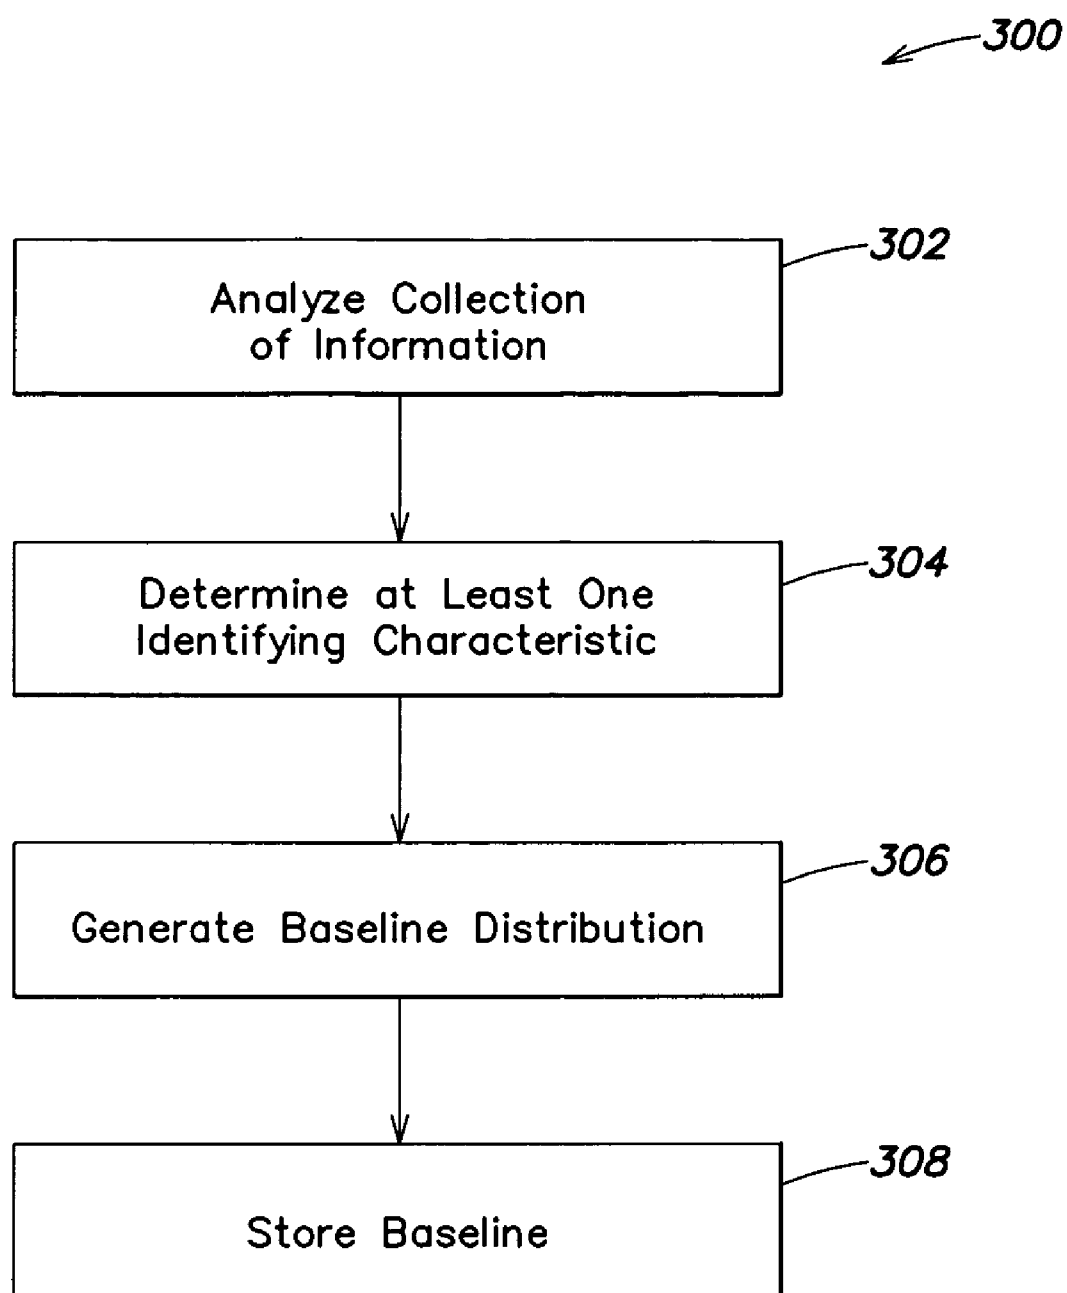 300
302
Analyze Collection
of Information
304
Determine at Least One
Identifying Characteristic
306
Generate Baseline Distribution
308
Store Baseline